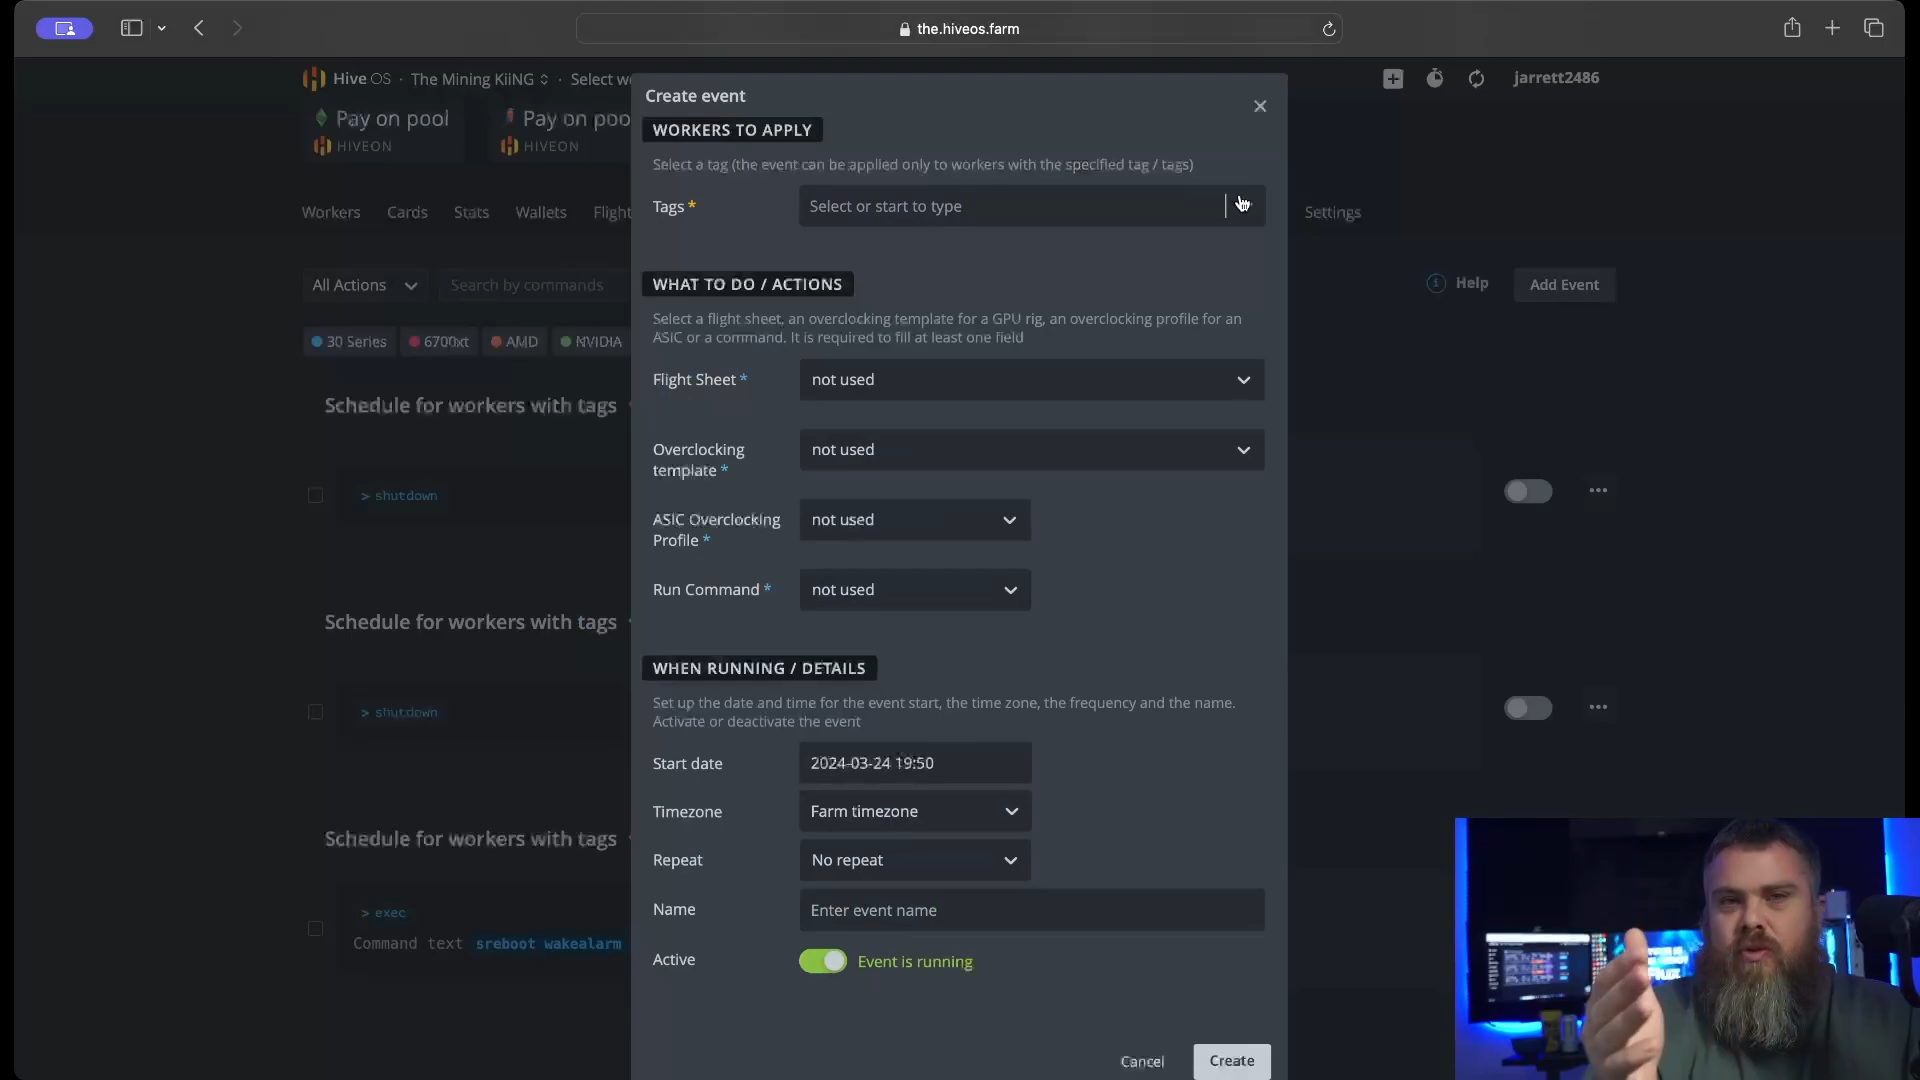 the.hiveos.farm
Hive OS · The Mining KiiNG
Select w
jarrett2486
Pay on pool
HIVEON
Pay on poo
HIVEON
Workers
Cards
Stats
Wallets
Flight
Settings
All Actions
Search by commands
Help
Add Event
30 Series
6700xt
AMD
NVIDIA
Schedule for workers with tags
> shutdown
Schedule for workers with tags
> shutdown
Schedule for workers with tags
> exec
Command text sreboot wakealarm
Create event
WORKERS TO APPLY
Select a tag (the event can be applied only to workers with the specified tag / tags)
Tags *
Select or start to type
WHAT TO DO / ACTIONS
Select a flight sheet, an overclocking template for a GPU rig, an overclocking profile for an
ASIC or a command. It is required to fill at least one field
Flight Sheet *
not used
Overclocking
template *
not used
ASIC Overclocking
Profile *
not used
Run Command *
not used
WHEN RUNNING / DETAILS
Set up the date and time for the event start, the time zone, the frequency and the name.
Activate or deactivate the event
Start date
2024-03-24 19:50
Timezone
Farm timezone
Repeat
No repeat
Name
Enter event name
Active
Event is running
Cancel
Create